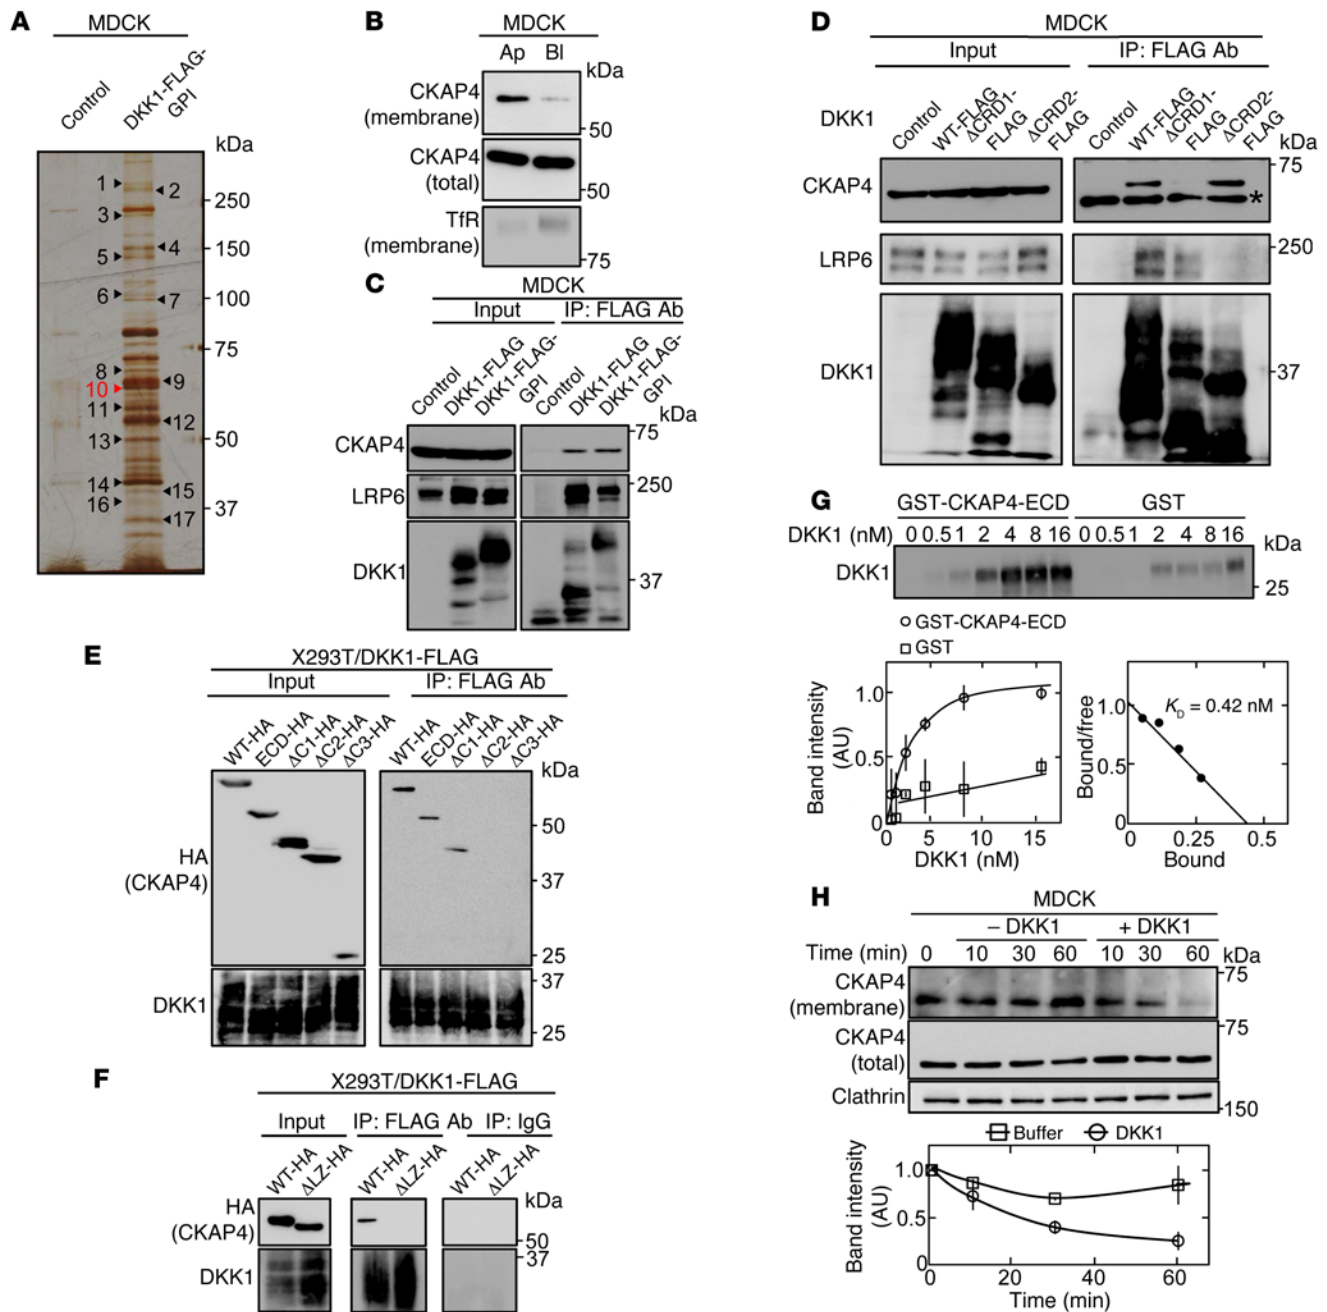 A
MDCK
Control
DKK1-FLAG-
GPI
kDa
1
2
250
3
4
150
5
6
7
100
75
8
9
10
11
12
50
13
14
15
16
37
17
B
MDCK
Ap Bl
kDa
CKAP4
(membrane)
50
CKAP4
(total)
50
TfR
(membrane)
75
C
MDCK
Input IP: FLAG Ab
Control
DKK1-FLAG
DKK1-FLAG-
GPI
Control
DKK1-FLAG
DKK1-FLAG-
GPI
kDa
CKAP4
75
LRP6
250
DKK1
37
D
MDCK
Input IP: FLAG Ab
DKK1
Control
WT-FLAG
ΔCRD1-
FLAG
ΔCRD2-
FLAG
Control
WT-FLAG
ΔCRD1-
FLAG
ΔCRD2-
FLAG
kDa
75
CKAP4
*
LRP6
250
DKK1
37
E
X293T/DKK1-FLAG
Input IP: FLAG Ab
WT-HA
ECD-HA
ΔC1-HA
ΔC2-HA
ΔC3-HA
WT-HA
ECD-HA
ΔC1-HA
ΔC2-HA
ΔC3-HA
kDa
50
HA
(CKAP4)
37
25
37
DKK1
25
F
X293T/DKK1-FLAG
Input IP: FLAG Ab IP: IgG
WT-HA
ΔLZ-HA
WT-HA
ΔLZ-HA
WT-HA
ΔLZ-HA
kDa
HA
(CKAP4)
50
37
DKK1
G
GST-CKAP4-ECD GST
DKK1 (nM) 0 0.5 1 2 4 8 16 0 0.5 1 2 4 8 16
kDa
DKK1
25
GST-CKAP4-ECD
GST
Band intensity
(AU)
1.0
0.5
0
0 5 10 15
DKK1 (nM)
Bound/free
1.0
0.5
0
KD = 0.42 nM
0 0.25 0.5
Bound
H
MDCK
– DKK1 + DKK1
Time (min) 0 10 30 60 10 30 60 kDa
CKAP4
(membrane)
75
CKAP4
(total)
75
Clathrin
150
Buffer DKK1
Band intensity
(AU)
1.0
0.5
0
0 20 40 60
Time (min)